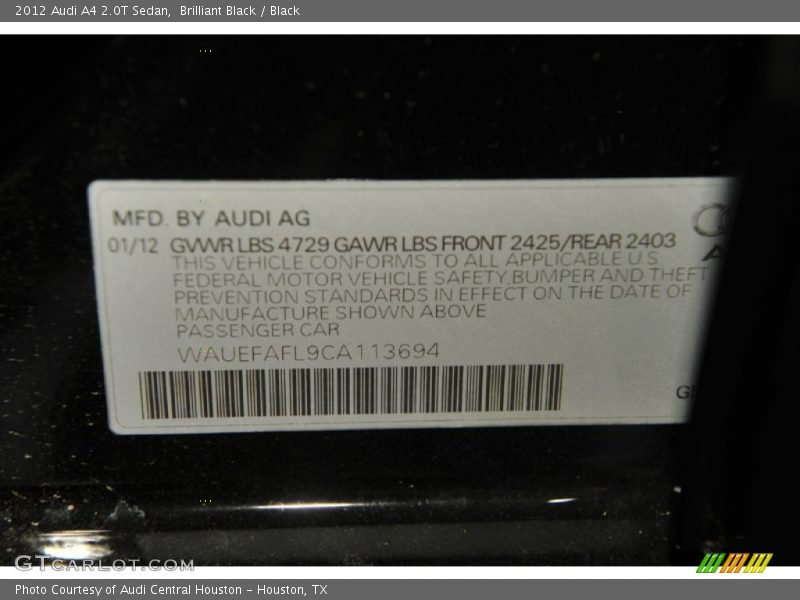 2012 Audi A4 2.0T Sedan,  Brilliant Black / Black
MFD. BY AUDI AG
01/12 GVWR LBS 4729 GAWR LBS FRONT 2425/REAR 2403
THIS VEHICLE CONFORMS TO ALL APPLICABLE U S
FEDERAL MOTOR VEHICLE SAFETY,BUMPER AND THEFT
PREVENTION STANDARDS IN EFFECT ON THE DATE OF
MANUFACTURE SHOWN ABOVE
PASSENGER CAR
WAUEFAFL9CA113694
GTCARLOT.COM
Photo Courtesy of Audi Central Houston - Houston, TX